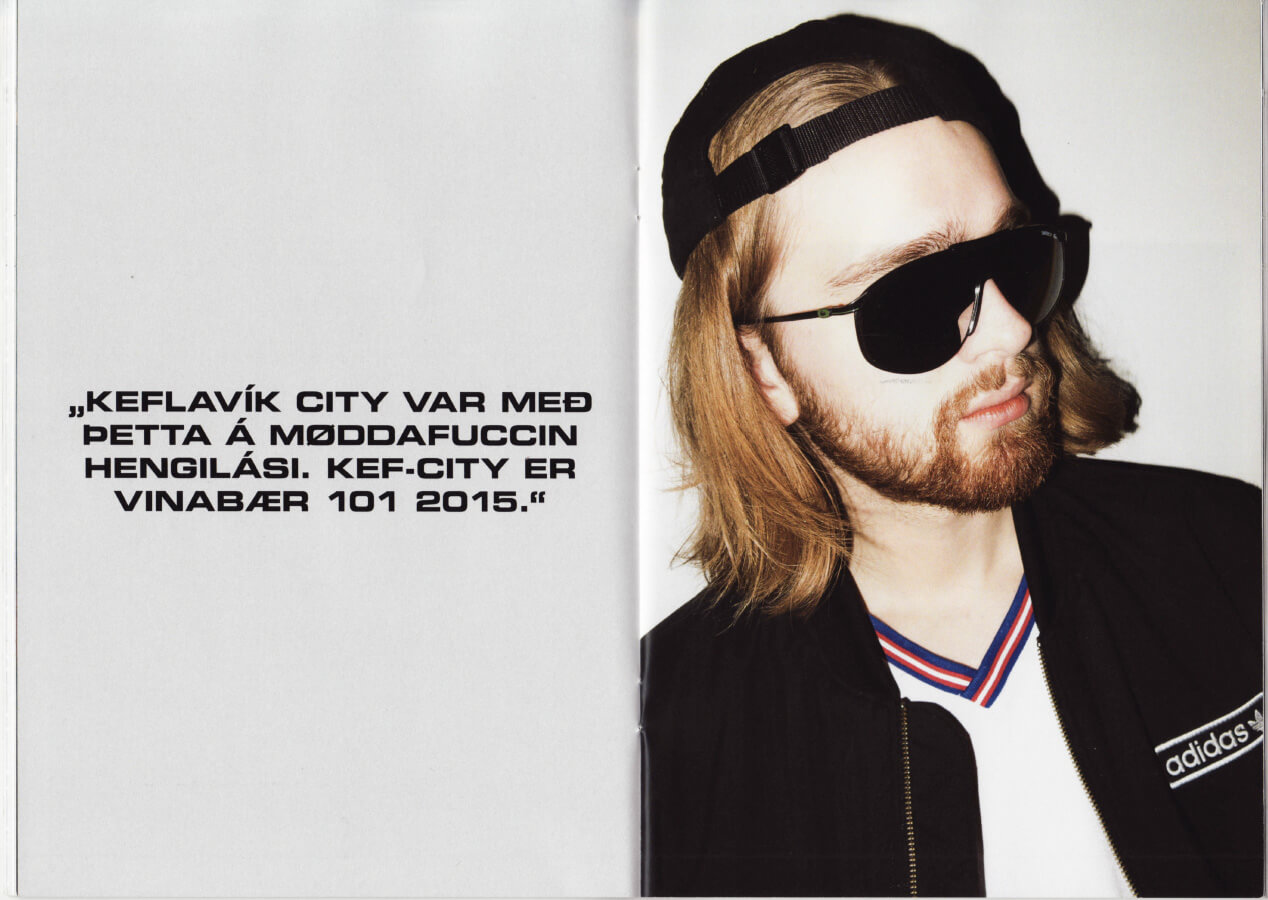 „KEFLAVÍK CITY VAR MEÐ
ÞETTA Á MØDDAFUCCIN
HENGILÁSI. KEF-CITY ER
VINABÆR 101 2015.“
adidas